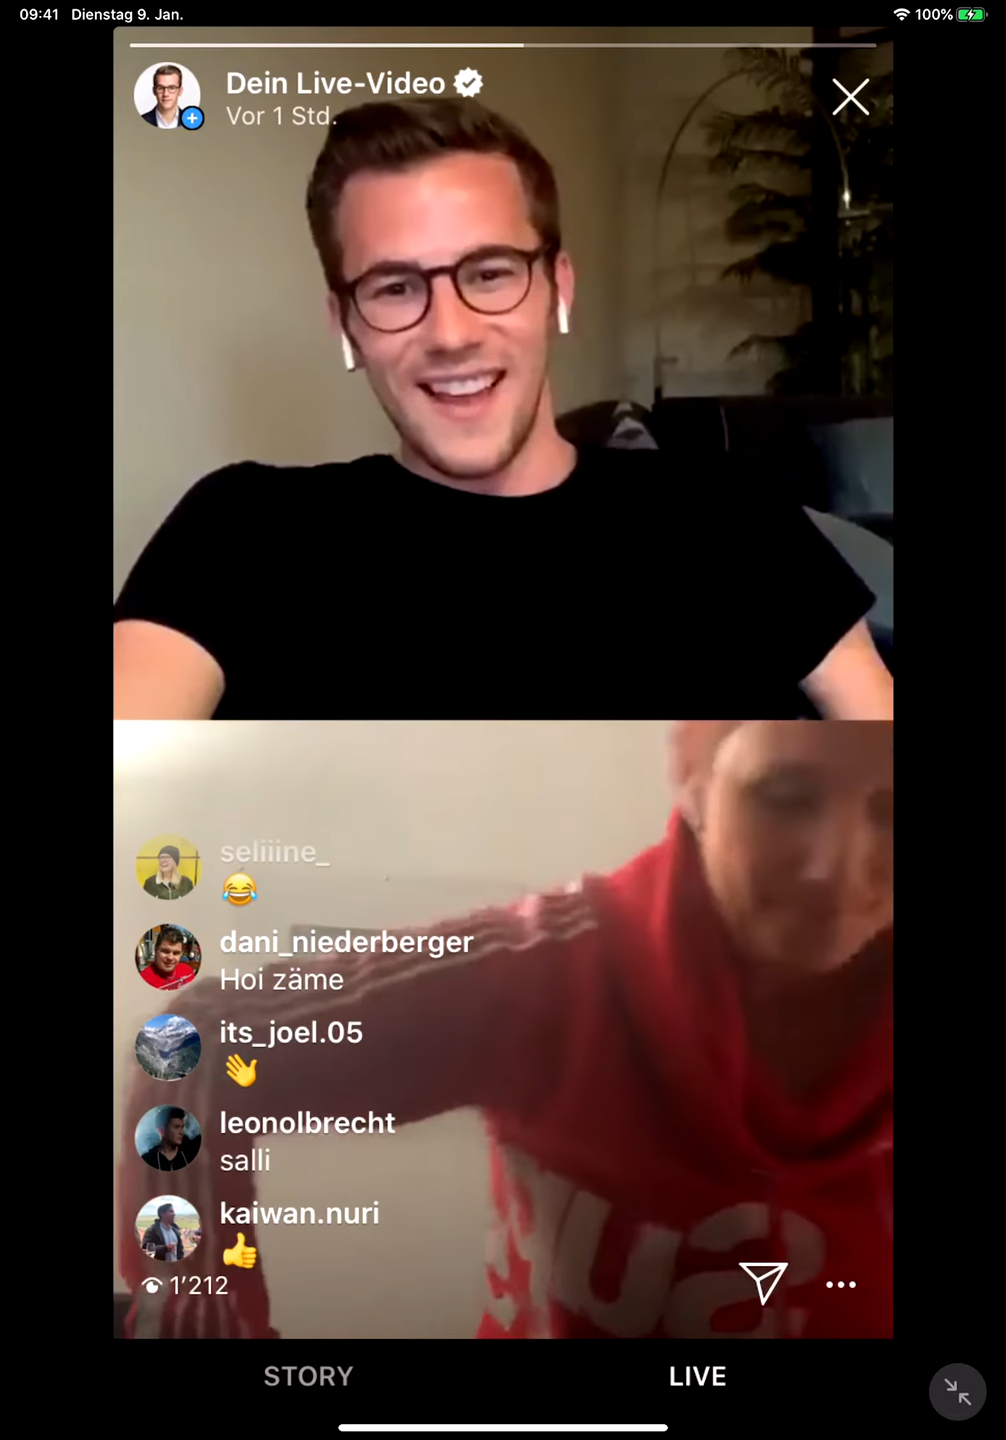 09:41 Dienstag 9. Jan.
100%
Dein Live-Video
Vor 1 Std.
seliiine_
😂
dani_niederberger
Hoi zäme
its_joel.05
👋
leonolbrecht
salli
kaiwan.nuri
👍
1’212
STORY
LIVE